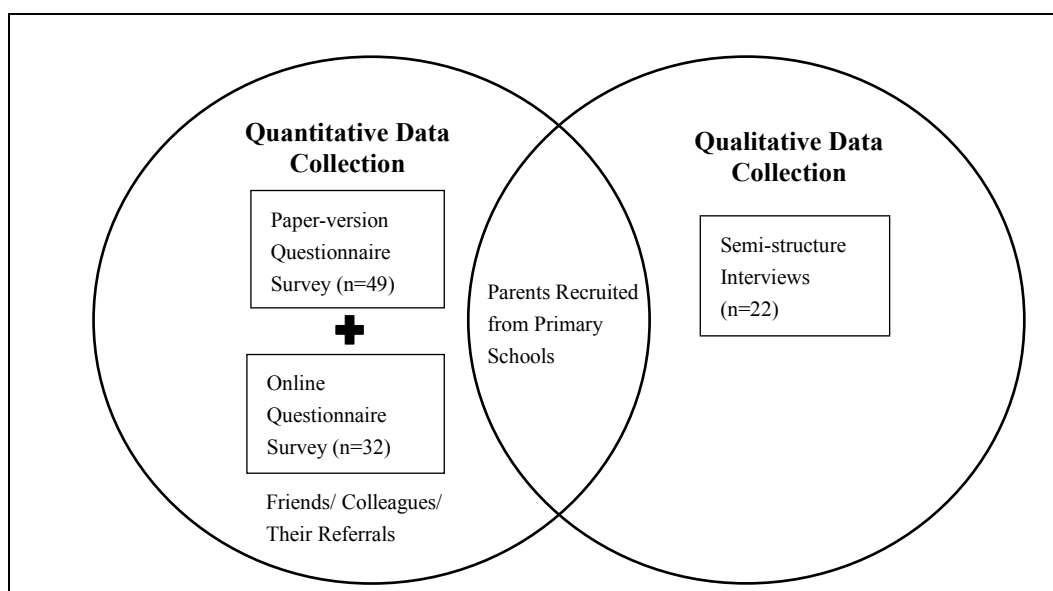 Quantitative Data
Collection
Paper-version
Questionnaire
Survey (n=49)
Online
Questionnaire
Survey (n=32)
Friends/ Colleagues/
Their Referrals
Parents Recruited
from Primary
Schools
Qualitative Data
Collection
Semi-structure
Interviews
(n=22)